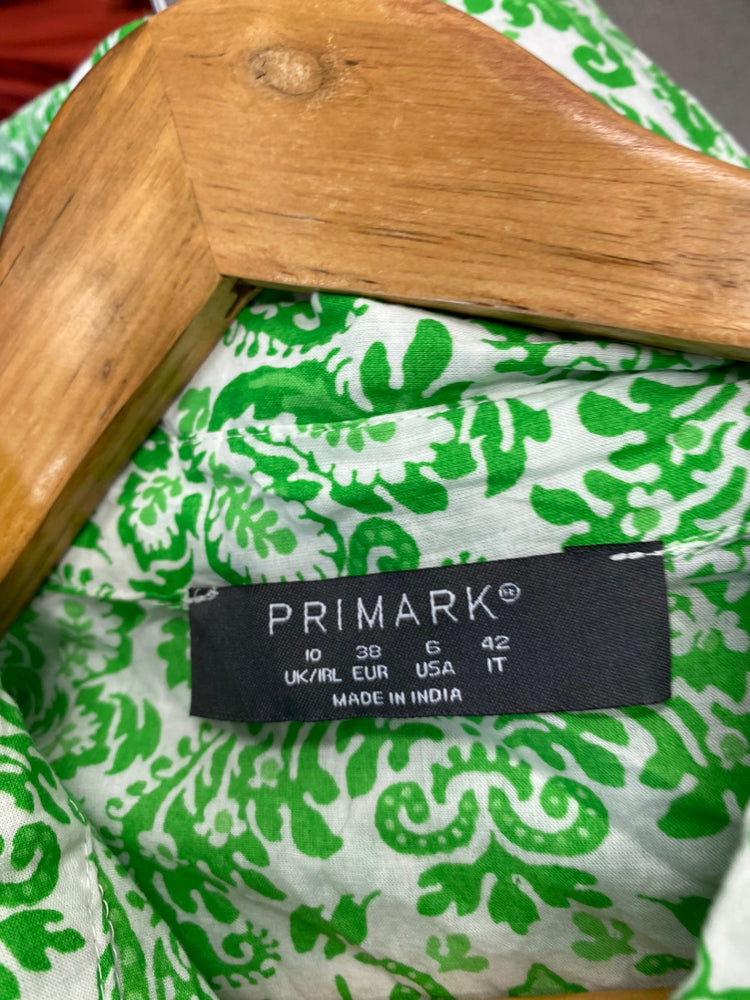 PRIMARK®
10 38 6 42
UK/IRL EUR USA IT
MADE IN INDIA